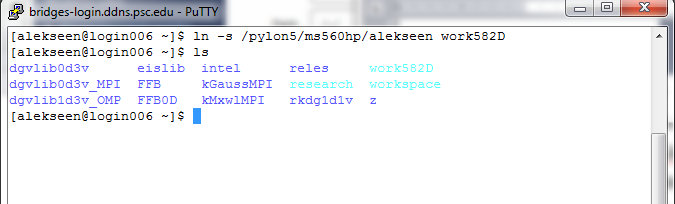 bridges-login.ddns.psc.edu - PuTTY
[alekseen@login006 ~]$ ln -s /pylon5/ms560hp/alekseen work582D
[alekseen@login006 ~]$ ls
dgvlib0d3v      eislib  intel      reles     work582D
dgvlib0d3v_MPI  FFB     kGaussMPI  research  workspace
dgvlib1d3v_OMP  FFB0D   kMxwlMPI   rkdg1d1v  z
[alekseen@login006 ~]$